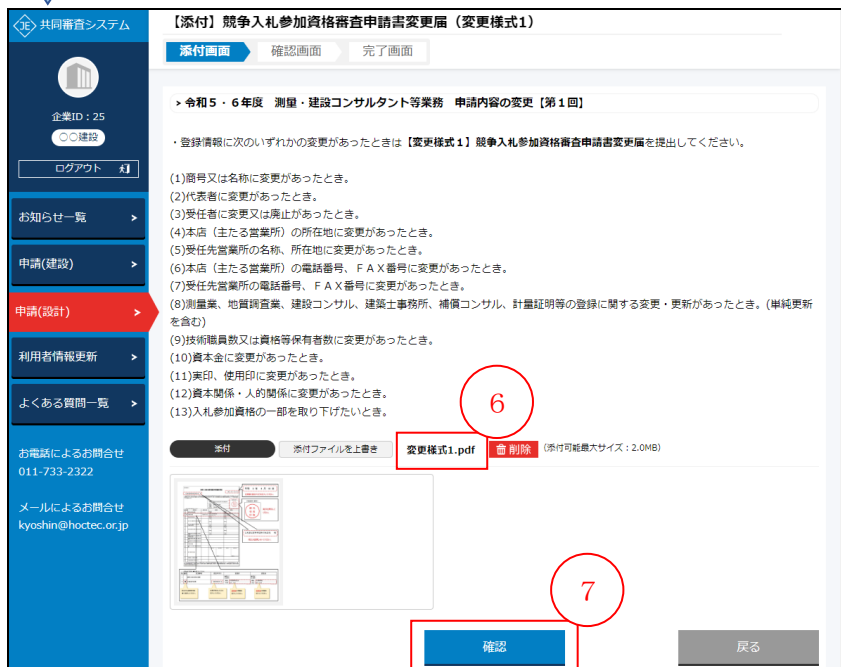 JE 共同審査システム
企業ID：25
〇〇建設
ログアウト
お知らせ一覧 >
申請(建設) >
申請(設計) >
利用者情報更新 >
よくある質問一覧 >
お電話によるお問合せ
011-733-2322
メールによるお問合せ
kyoshin@hoctec.or.jp
【添付】競争入札参加資格審査申請書変更届（変更様式1）
添付画面 確認画面 完了画面
> 令和５・６年度　測量・建設コンサルタント等業務　申請内容の変更【第１回】
・登録情報に次のいずれかの変更があったときは【変更様式１】競争入札参加資格審査申請書変更届を提出してください。
(1)商号又は名称に変更があったとき。
(2)代表者に変更があったとき。
(3)受任者に変更又は廃止があったとき。
(4)本店（主たる営業所）の所在地に変更があったとき。
(5)受任先営業所の名称、所在地に変更があったとき。
(6)本店（主たる営業所）の電話番号、ＦＡＸ番号に変更があったとき。
(7)受任先営業所の電話番号、ＦＡＸ番号に変更があったとき。
(8)測量業、地質調査業、建設コンサル、建築士事務所、補償コンサル、計量証明等の登録に関する変更・更新があったとき。(単純更新
を含む)
(9)技術職員数又は資格等保有者数に変更があったとき。
(10)資本金に変更があったとき。
(11)実印、使用印に変更があったとき。
(12)資本関係・人的関係に変更があったとき。
(13)入札参加資格の一部を取り下げたいとき。
6
添付 添付ファイルを上書き 変更様式1.pdf 削除 (添付可能最大サイズ：2.0MB)
7
確認 戻る